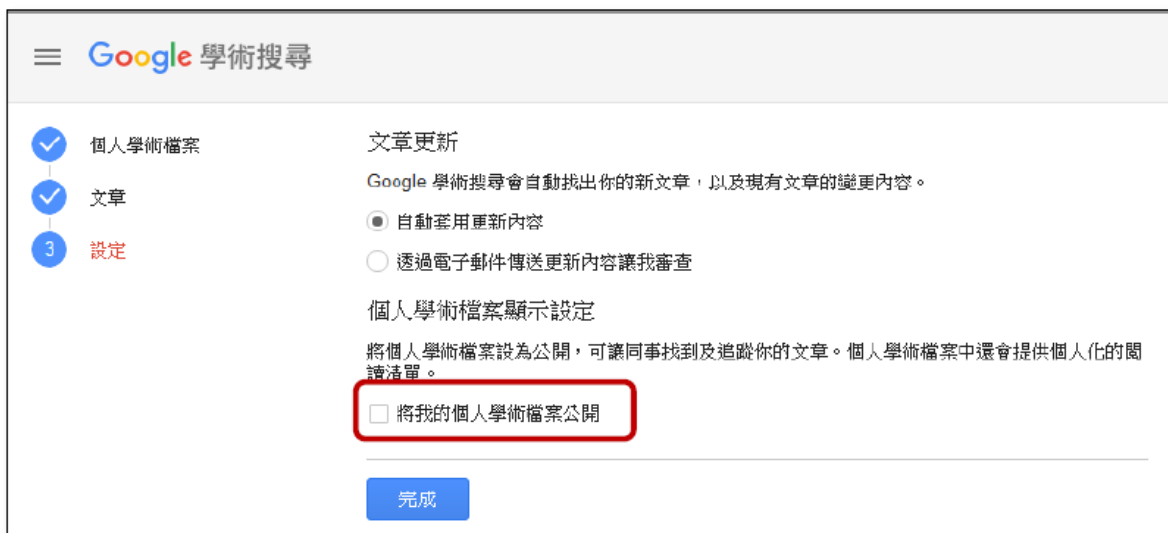 Google 學術搜尋
個人學術檔案
文章
3 設定
文章更新
Google 學術搜尋會自動找出你的新文章，以及現有文章的變更內容。
自動套用更新內容
透過電子郵件傳送更新內容讓我審查
個人學術檔案顯示設定
將個人學術檔案設為公開，可讓同事找到及追蹤你的文章。個人學術檔案中還會提供個人化的閱
讀清單。
將我的個人學術檔案公開
完成